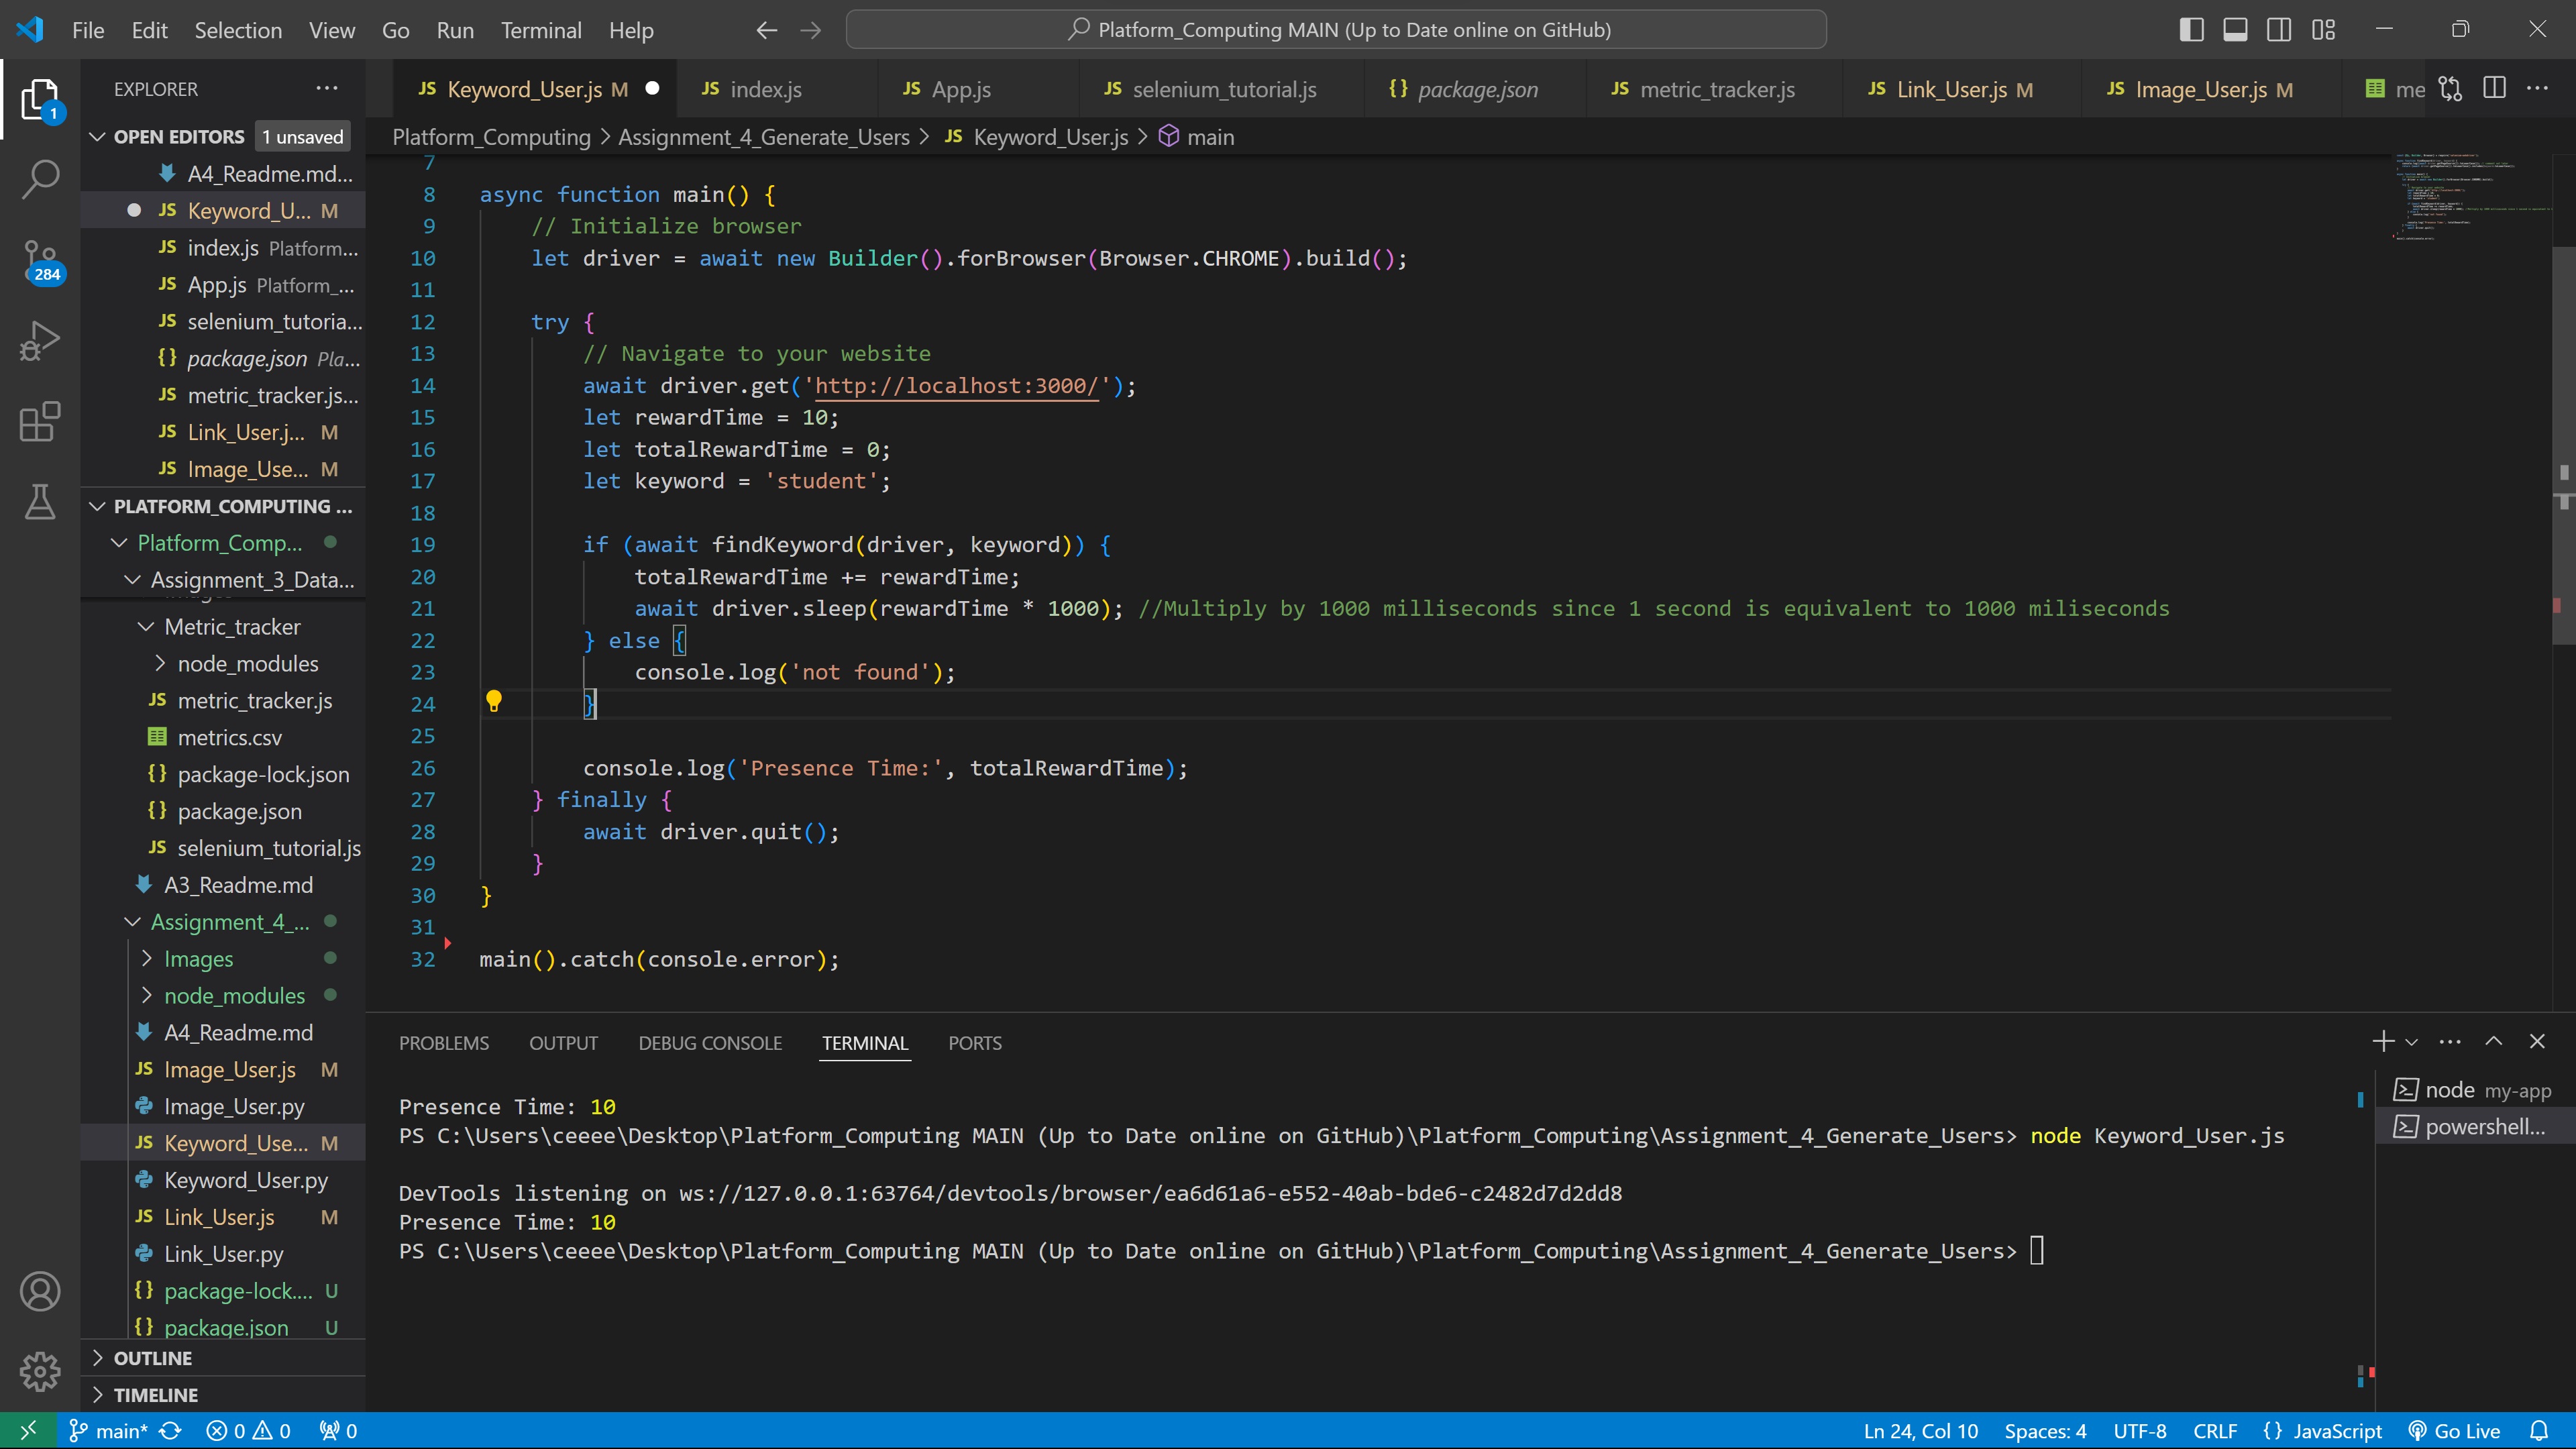 File Edit Selection View Go Run Terminal Help
Platform_Computing MAIN (Up to Date online on GitHub)
EXPLORER
JS Keyword_User.js M
JS index.js
JS App.js
JS selenium_tutorial.js
{} package.json
JS metric_tracker.js
JS Link_User.js M
JS Image_User.js M
me
1
OPEN EDITORS 1 unsaved
A4_Readme.md...
JS Keyword_U... M
JS index.js Platform...
JS App.js Platform_...
JS selenium_tutoria...
{} package.json Pla...
JS metric_tracker.js...
JS Link_User.j... M
JS Image_Use... M
284
PLATFORM_COMPUTING ...
Platform_Comp...
Assignment_3_Data...
Metric_tracker
node_modules
JS metric_tracker.js
metrics.csv
{} package-lock.json
{} package.json
JS selenium_tutorial.js
A3_Readme.md
Assignment_4_...
Images
node_modules
A4_Readme.md
JS Image_User.js M
Image_User.py
JS Keyword_Use... M
Keyword_User.py
JS Link_User.js M
Link_User.py
{} package-lock.... U
{} package.json U
OUTLINE
TIMELINE
Platform_Computing > Assignment_4_Generate_Users > JS Keyword_User.js > main
7
8 async function main() {
9 // Initialize browser
10 let driver = await new Builder().forBrowser(Browser.CHROME).build();
11
12 try {
13 // Navigate to your website
14 await driver.get('http://localhost:3000/');
15 let rewardTime = 10;
16 let totalRewardTime = 0;
17 let keyword = 'student';
18
19 if (await findKeyword(driver, keyword)) {
20 totalRewardTime += rewardTime;
21 await driver.sleep(rewardTime * 1000); //Multiply by 1000 milliseconds since 1 second is equivalent to 1000 miliseconds
22 } else {
23 console.log('not found');
24 }
25
26 console.log('Presence Time:', totalRewardTime);
27 } finally {
28 await driver.quit();
29 }
30 }
31
32 main().catch(console.error);
PROBLEMS OUTPUT DEBUG CONSOLE TERMINAL PORTS
Presence Time: 10
PS C:\Users\ceeee\Desktop\Platform_Computing MAIN (Up to Date online on GitHub)\Platform_Computing\Assignment_4_Generate_Users> node Keyword_User.js
DevTools listening on ws://127.0.0.1:63764/devtools/browser/ea6d61a6-e552-40ab-bde6-c2482d7d2dd8
Presence Time: 10
PS C:\Users\ceeee\Desktop\Platform_Computing MAIN (Up to Date online on GitHub)\Platform_Computing\Assignment_4_Generate_Users>
node my-app
powershell...
main* 0 0 0
Ln 24, Col 10 Spaces: 4 UTF-8 CRLF {} JavaScript Go Live